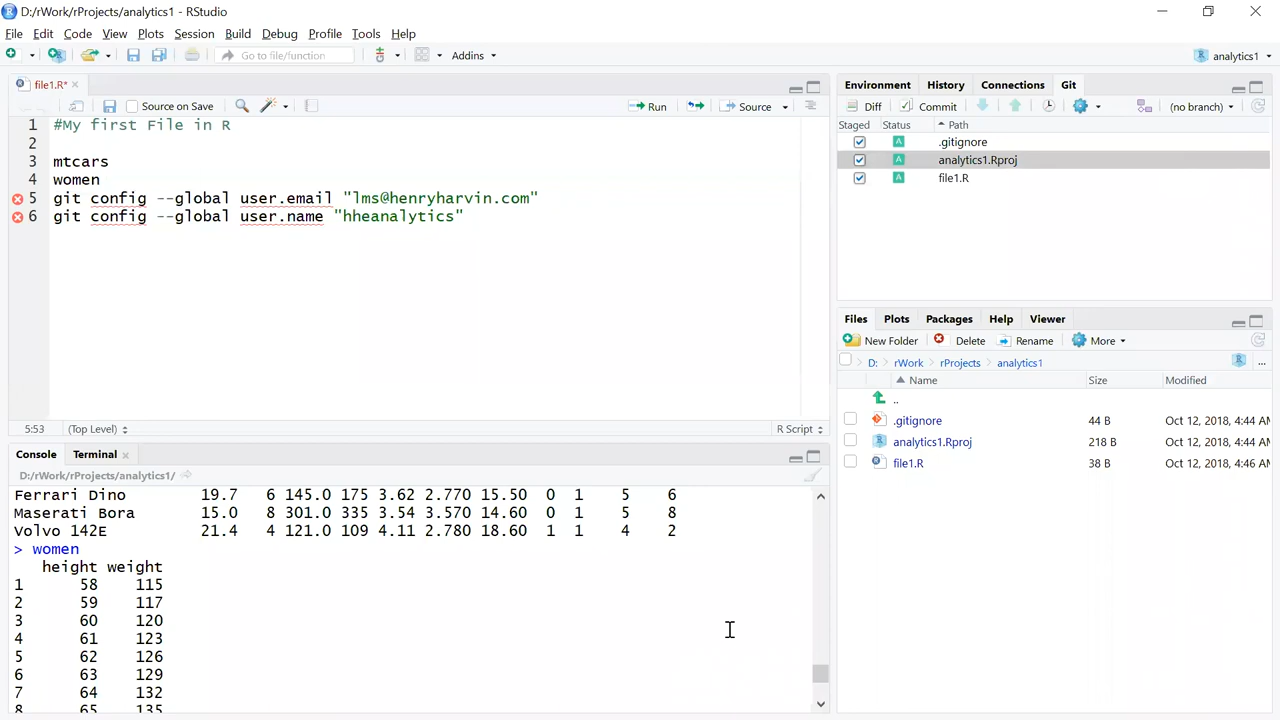 D:/rWork/rProjects/analytics1 - RStudio
File Edit Code View Plots Session Build Debug Profile Tools Help
Go to file/function Addins analytics1
file1.R*
Source on Save Run Source
1 #My first File in R
2
3 mtcars
4 women
5 git config --global user.email "lms@henryharvin.com"
6 git config --global user.name "hheanalytics"
5:53 (Top Level) R Script
Environment History Connections Git
Diff Commit (no branch)
Staged Status Path
A .gitignore
A analytics1.Rproj
A file1.R
Files Plots Packages Help Viewer
New Folder Delete Rename More
D: rWork rProjects analytics1 ...
Name Size Modified
..
.gitignore 44 B Oct 12, 2018, 4:44 AM
analytics1.Rproj 218 B Oct 12, 2018, 4:44 AM
file1.R 38 B Oct 12, 2018, 4:46 AM
Console Terminal
D:/rWork/rProjects/analytics1/
Ferrari Dino 19.7 6 145.0 175 3.62 2.770 15.50 0 1 5 6
Maserati Bora 15.0 8 301.0 335 3.54 3.570 14.60 0 1 5 8
Volvo 142E 21.4 4 121.0 109 4.11 2.780 18.60 1 1 4 2
> women
height weight
1 58 115
2 59 117
3 60 120
4 61 123
5 62 126
6 63 129
7 64 132
8 65 135